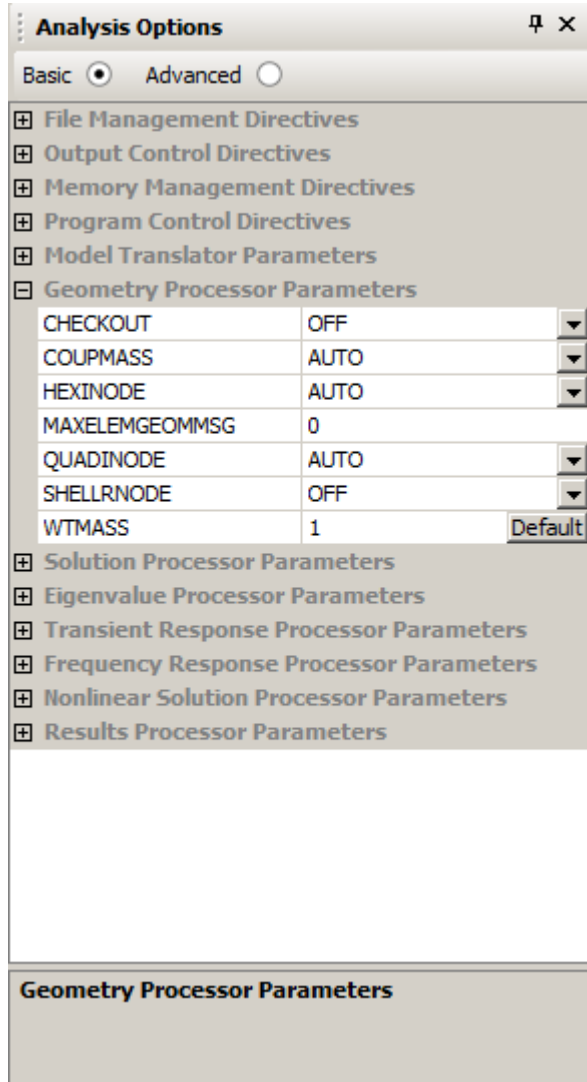 Analysis Options
Basic Advanced
File Management Directives
Output Control Directives
Memory Management Directives
Program Control Directives
Model Translator Parameters
Geometry Processor Parameters
CHECKOUT OFF
COUPMASS AUTO
HEXINODE AUTO
MAXELEMGEOMMSG 0
QUADINODE AUTO
SHELLRNODE OFF
WTMASS 1 Default
Solution Processor Parameters
Eigenvalue Processor Parameters
Transient Response Processor Parameters
Frequency Response Processor Parameters
Nonlinear Solution Processor Parameters
Results Processor Parameters
Geometry Processor Parameters